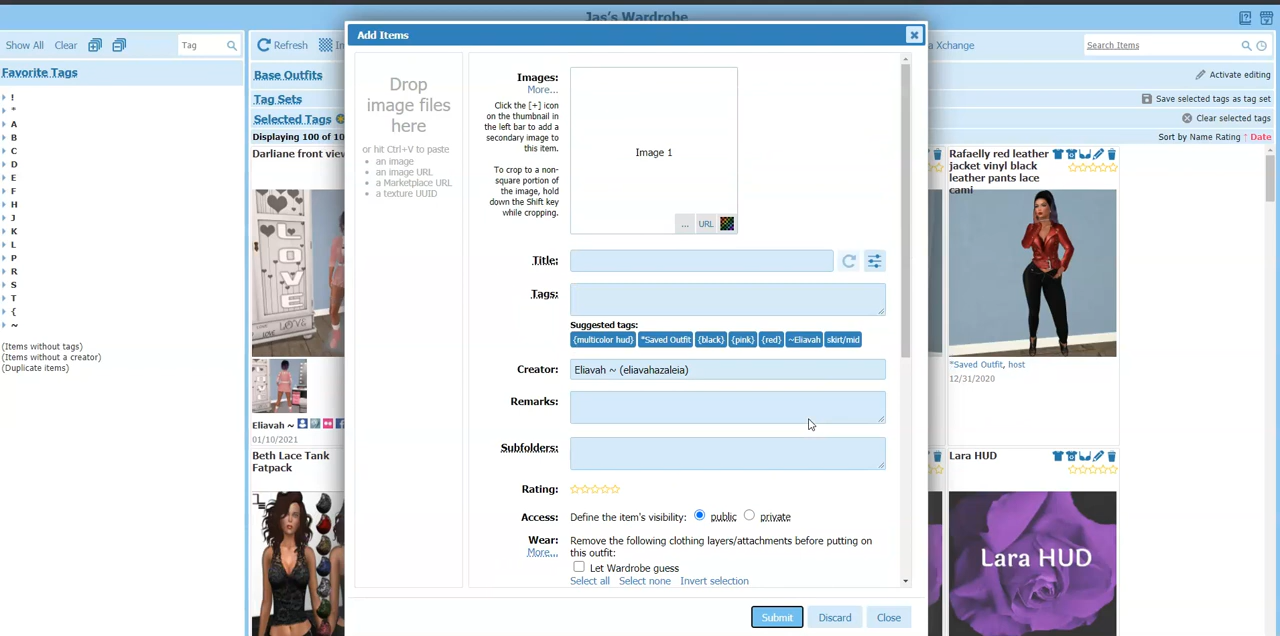 Jas's Wardrobe
Show All Clear Tag
Favorite Tags
!
*
A
B
C
D
E
F
H
J
K
L
P
R
S
T
{
~
(Items without tags)
(Items without a creator)
(Duplicate items)
Refresh
Base Outfits
Tag Sets
Selected Tags
Displaying 100 of 10
Darliane front view
LOVE
LOVE LOVE
Eliavah ~
01/10/2021
Beth Lace Tank
Fatpack
Add Items
Drop
image files
here
or hit Ctrl+V to paste
• an image
• an image URL
• a Marketplace URL
• a texture UUID
Images:
More...
Click the [+] icon
on the thumbnail in
the left bar to add a
secondary image to
this item.
To crop to a non-
square portion of
the image, hold
down the Shift key
while cropping.
Image 1
... URL
Title:
Tags:
Suggested tags:
{multicolor hud} *Saved Outfit {black} {pink} {red} ~Eliavah skirt/mid
Creator: Eliavah ~ (eliavahazaleia)
Remarks:
Subfolders:
Rating:
Access: Define the item's visibility: public private
Wear: Remove the following clothing layers/attachments before putting on
More... this outfit:
Let Wardrobe guess
Select all Select none Invert selection
Submit Discard Close
a Xchange
Search Items
Activate editing
Save selected tags as tag set
Clear selected tags
Sort by Name Rating ↑ Date
Rafaelly red leather
jacket vinyl black
leather pants lace
cami
*Saved Outfit, host
12/31/2020
Lara HUD
Lara HUD